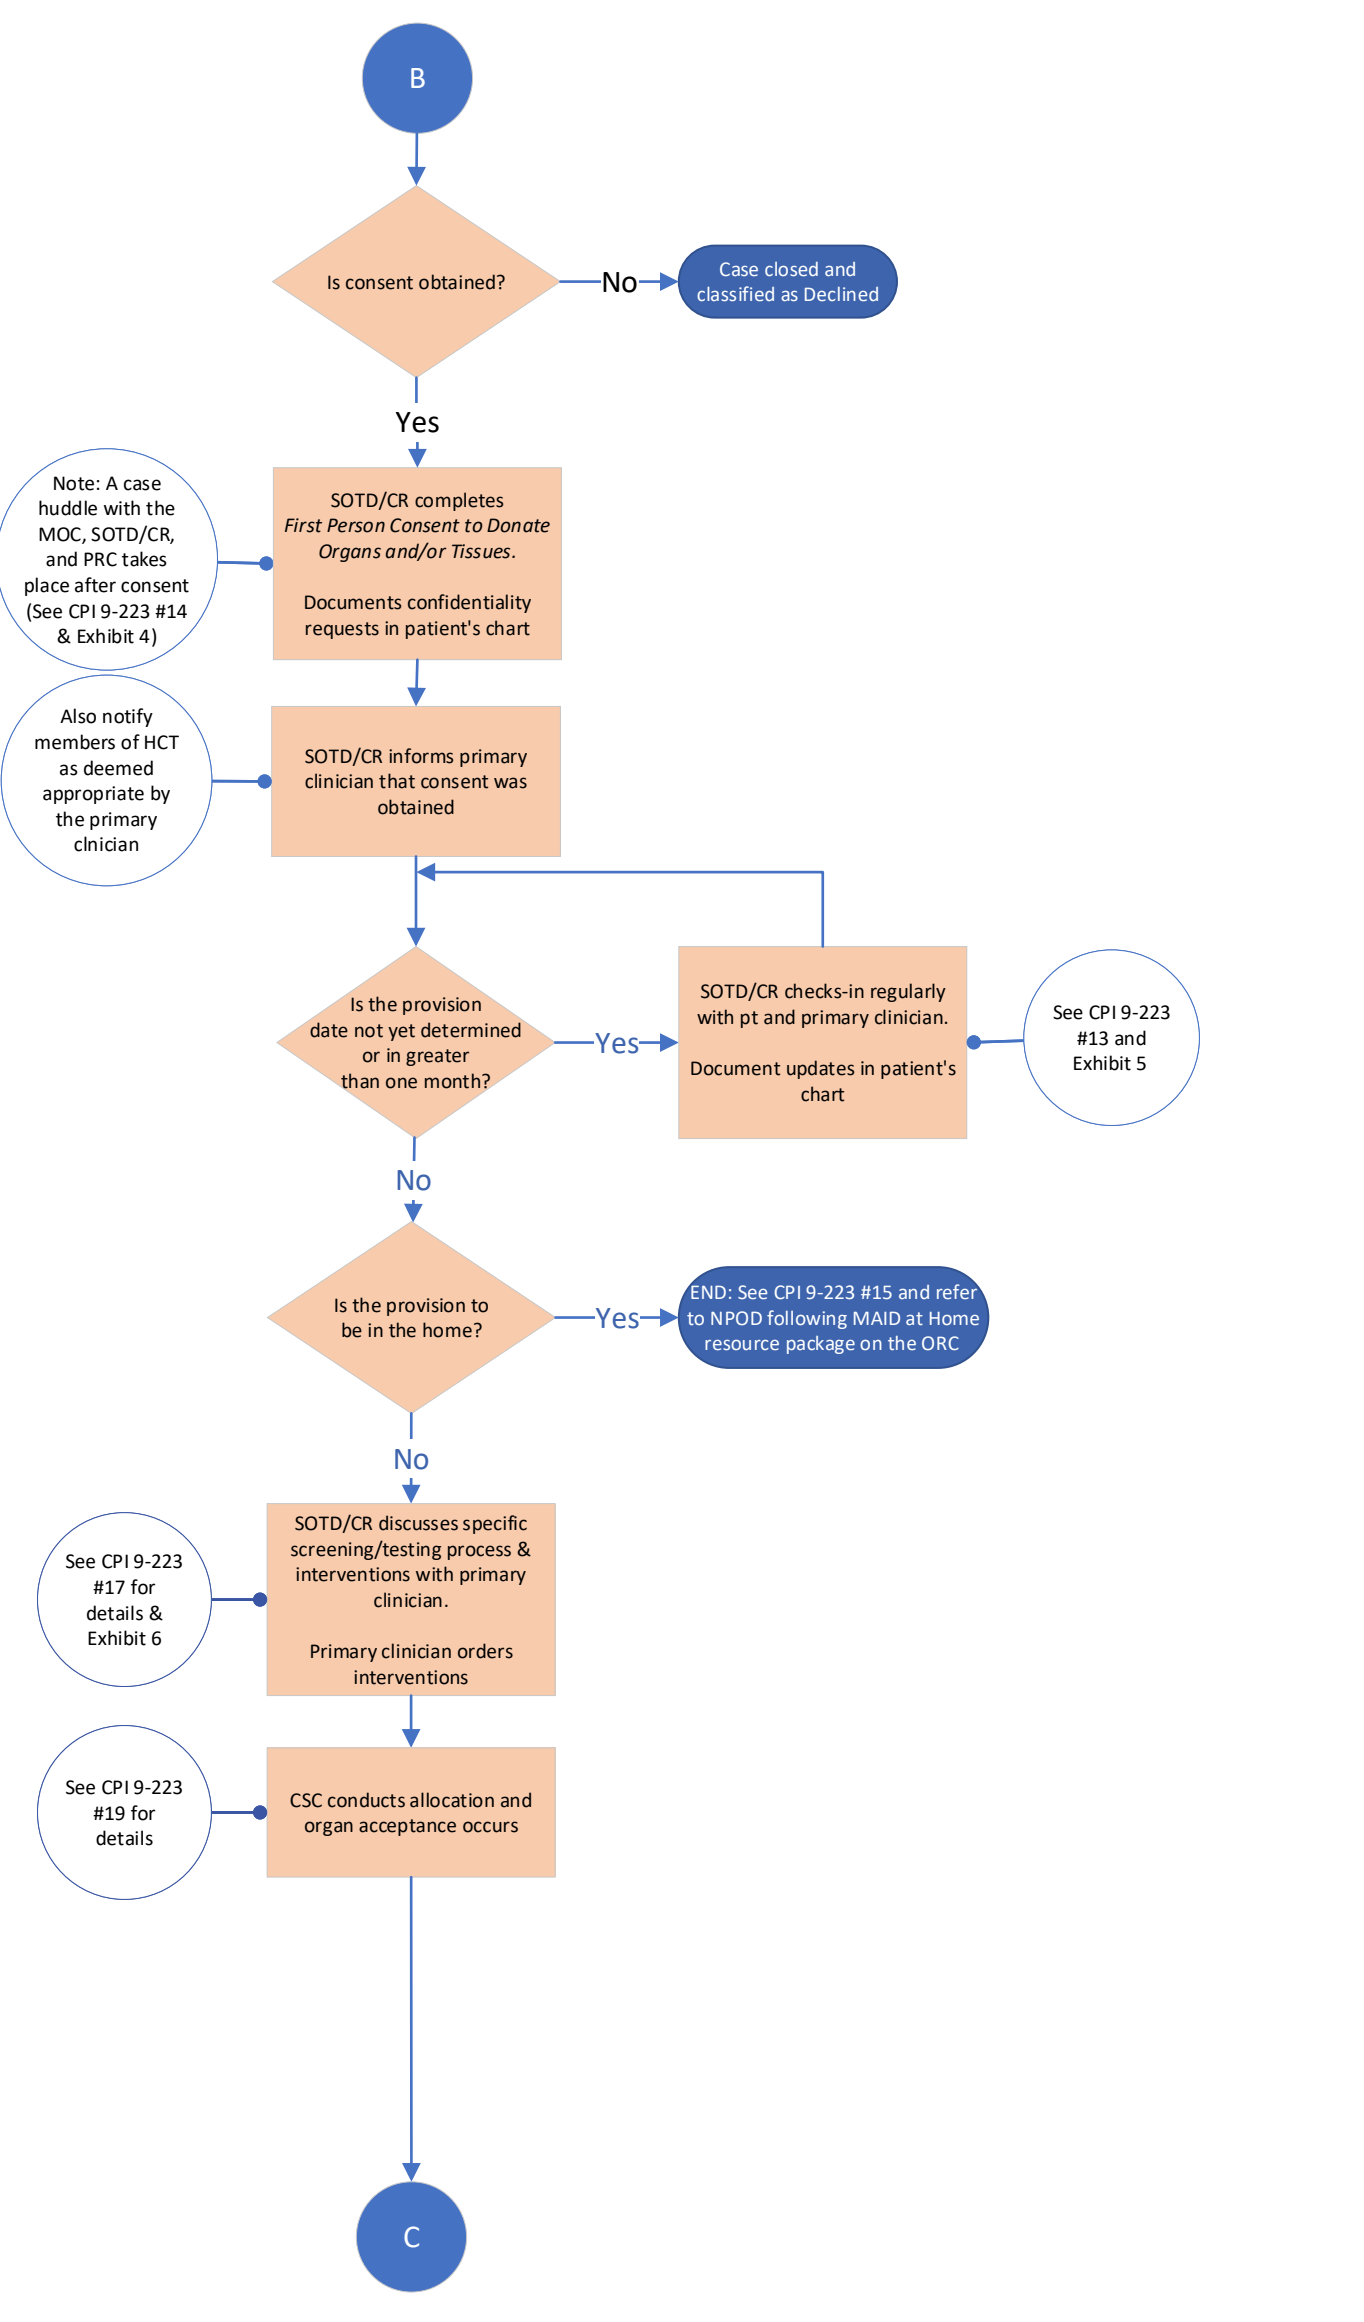 B
Is consent obtained?
No
Case closed and
classified as Declined
Yes
Note: A case
huddle with the
MOC, SOTD/CR,
and PRC takes
place after consent
(See CPI 9-223 #14
& Exhibit 4)
SOTD/CR completes
First Person Consent to Donate
Organs and/or Tissues.
Documents confidentiality
requests in patient's chart
Also notify
members of HCT
as deemed
appropriate by
the primary
clnician
SOTD/CR informs primary
clinician that consent was
obtained
Is the provision
date not yet determined
or in greater
than one month?
Yes
SOTD/CR checks-in regularly
with pt and primary clinician.
Document updates in patient's
chart
See CPI 9-223
#13 and
Exhibit 5
No
Is the provision to
be in the home?
Yes
END: See CPI 9-223 #15 and refer
to NPOD following MAID at Home
resource package on the ORC
No
See CPI 9-223
#17 for
details &
Exhibit 6
SOTD/CR discusses specific
screening/testing process &
interventions with primary
clinician.
Primary clinician orders
interventions
See CPI 9-223
#19 for
details
CSC conducts allocation and
organ acceptance occurs
C